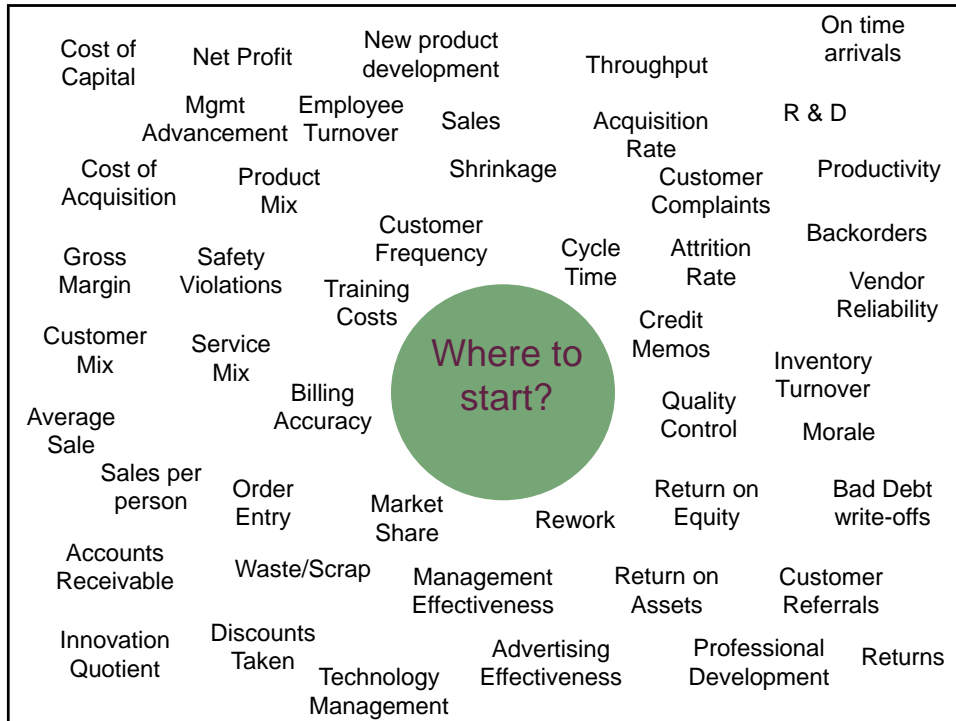 Cost of
Capital
Net Profit
New product
development
Throughput
On time
arrivals
Mgmt
Advancement
Employee
Turnover
Sales
Acquisition
Rate
R & D
Cost of
Acquisition
Product
Mix
Shrinkage
Customer
Complaints
Productivity
Customer
Frequency
Cycle
Time
Attrition
Rate
Backorders
Gross
Margin
Safety
Violations
Training
Costs
Vendor
Reliability
Customer
Mix
Service
Mix
Where to
start?
Credit
Memos
Inventory
Turnover
Billing
Accuracy
Quality
Control
Average
Sale
Morale
Sales per
person
Order
Entry
Market
Share
Rework
Return on
Equity
Bad Debt
write-offs
Accounts
Receivable
Waste/Scrap
Management
Effectiveness
Return on
Assets
Customer
Referrals
Innovation
Quotient
Discounts
Taken
Technology
Management
Advertising
Effectiveness
Professional
Development
Returns